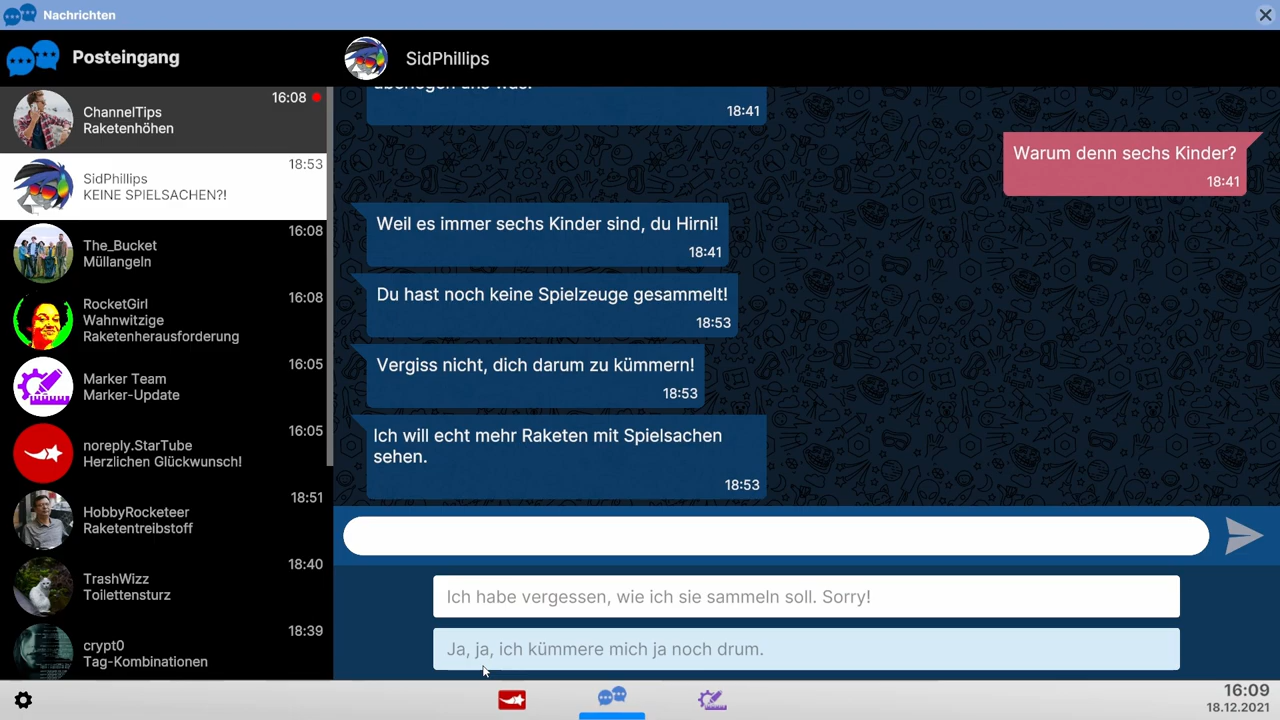 Nachrichten
Posteingang
ChannelTips
Raketenhöhen
16:08
SidPhillips
KEINE SPIELSACHEN?!
18:53
The_Bucket
Müllangeln
16:08
RocketGirl
Wahnwitzige
Raketenherausforderung
16:08
Marker Team
Marker-Update
16:05
noreply.StarTube
Herzlichen Glückwunsch!
16:05
HobbyRocketeer
Raketentreibstoff
18:51
TrashWizz
Toilettensturz
18:40
crypt0
Tag-Kombinationen
18:39
SidPhillips
18:41
Warum denn sechs Kinder?
18:41
Weil es immer sechs Kinder sind, du Hirni!
18:41
Du hast noch keine Spielzeuge gesammelt!
18:53
Vergiss nicht, dich darum zu kümmern!
18:53
Ich will echt mehr Raketen mit Spielsachen
sehen.
18:53
Ich habe vergessen, wie ich sie sammeln soll. Sorry!
Ja, ja, ich kümmere mich ja noch drum.
16:09
18.12.2021